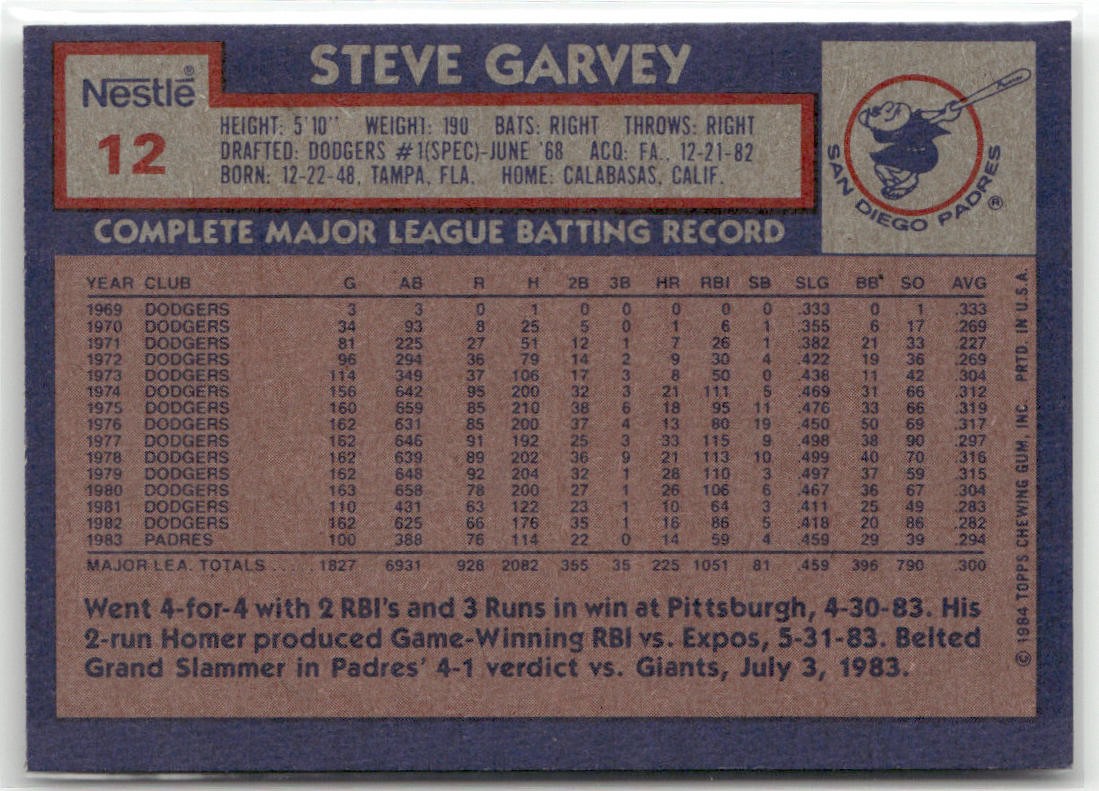 STEVE GARVEY
Nestlé®
12
HEIGHT: 5'10" WEIGHT: 190 BATS: RIGHT THROWS: RIGHT
DRAFTED: DODGERS #1(SPEC)-JUNE '68 ACQ: FA., 12-21-82
BORN: 12-22-48, TAMPA, FLA. HOME: CALABASAS, CALIF.
SAN DIEGO PADRES ®
COMPLETE MAJOR LEAGUE BATTING RECORD
YEAR CLUB G AB R H 2B 3B HR RBI SB SLG BB* SO AVG
1969 DODGERS 3 3 0 1 0 0 0 0 0 .333 0 1 .333
1970 DODGERS 34 93 8 25 5 0 1 6 1 .355 6 17 .269
1971 DODGERS 81 225 27 51 12 1 7 26 1 .382 21 33 .227
1972 DODGERS 96 294 36 79 14 2 9 30 4 .422 19 36 .269
1973 DODGERS 114 349 37 106 17 3 8 50 0 .438 11 42 .304
1974 DODGERS 156 642 95 200 32 3 21 111 5 .469 31 66 .312
1975 DODGERS 160 659 85 210 38 6 18 95 11 .476 33 66 .319
1976 DODGERS 162 631 85 200 37 4 13 80 19 .450 50 69 .317
1977 DODGERS 162 646 91 192 25 3 33 115 9 .498 38 90 .297
1978 DODGERS 162 639 89 202 36 9 21 113 10 .499 40 70 .316
1979 DODGERS 162 648 92 204 32 1 28 110 3 .497 37 59 .315
1980 DODGERS 163 658 78 200 27 1 26 106 6 .467 36 67 .304
1981 DODGERS 110 431 63 122 23 1 10 64 3 .411 25 49 .283
1982 DODGERS 162 625 66 176 35 1 16 86 5 .418 20 86 .282
1983 PADRES 100 388 76 114 22 0 14 59 4 .459 29 39 .294
MAJOR LEA. TOTALS .... 1827 6931 928 2082 355 35 225 1051 81 .459 396 790 .300
Went 4-for-4 with 2 RBI's and 3 Runs in win at Pittsburgh, 4-30-83. His
2-run Homer produced Game-Winning RBI vs. Expos, 5-31-83. Belted
Grand Slammer in Padres' 4-1 verdict vs. Giants, July 3, 1983.
© 1984 TOPPS CHEWING GUM, INC. PRTD. IN U.S.A.